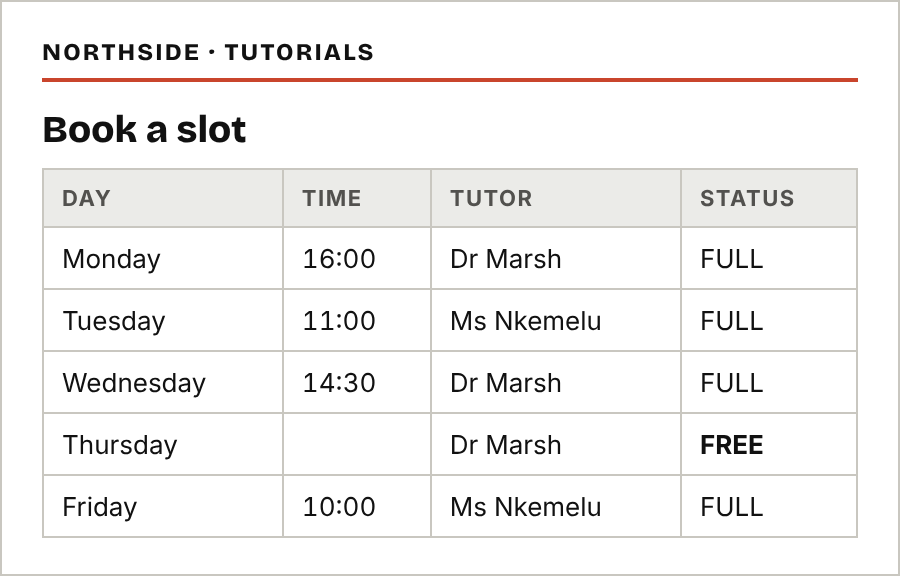 NORTHSIDE · TUTORIALS
Book a slot
DAY TIME TUTOR STATUS
Monday 16:00 Dr Marsh FULL
Tuesday 11:00 Ms Nkemelu FULL
Wednesday 14:30 Dr Marsh FULL
Thursday Dr Marsh FREE
Friday 10:00 Ms Nkemelu FULL